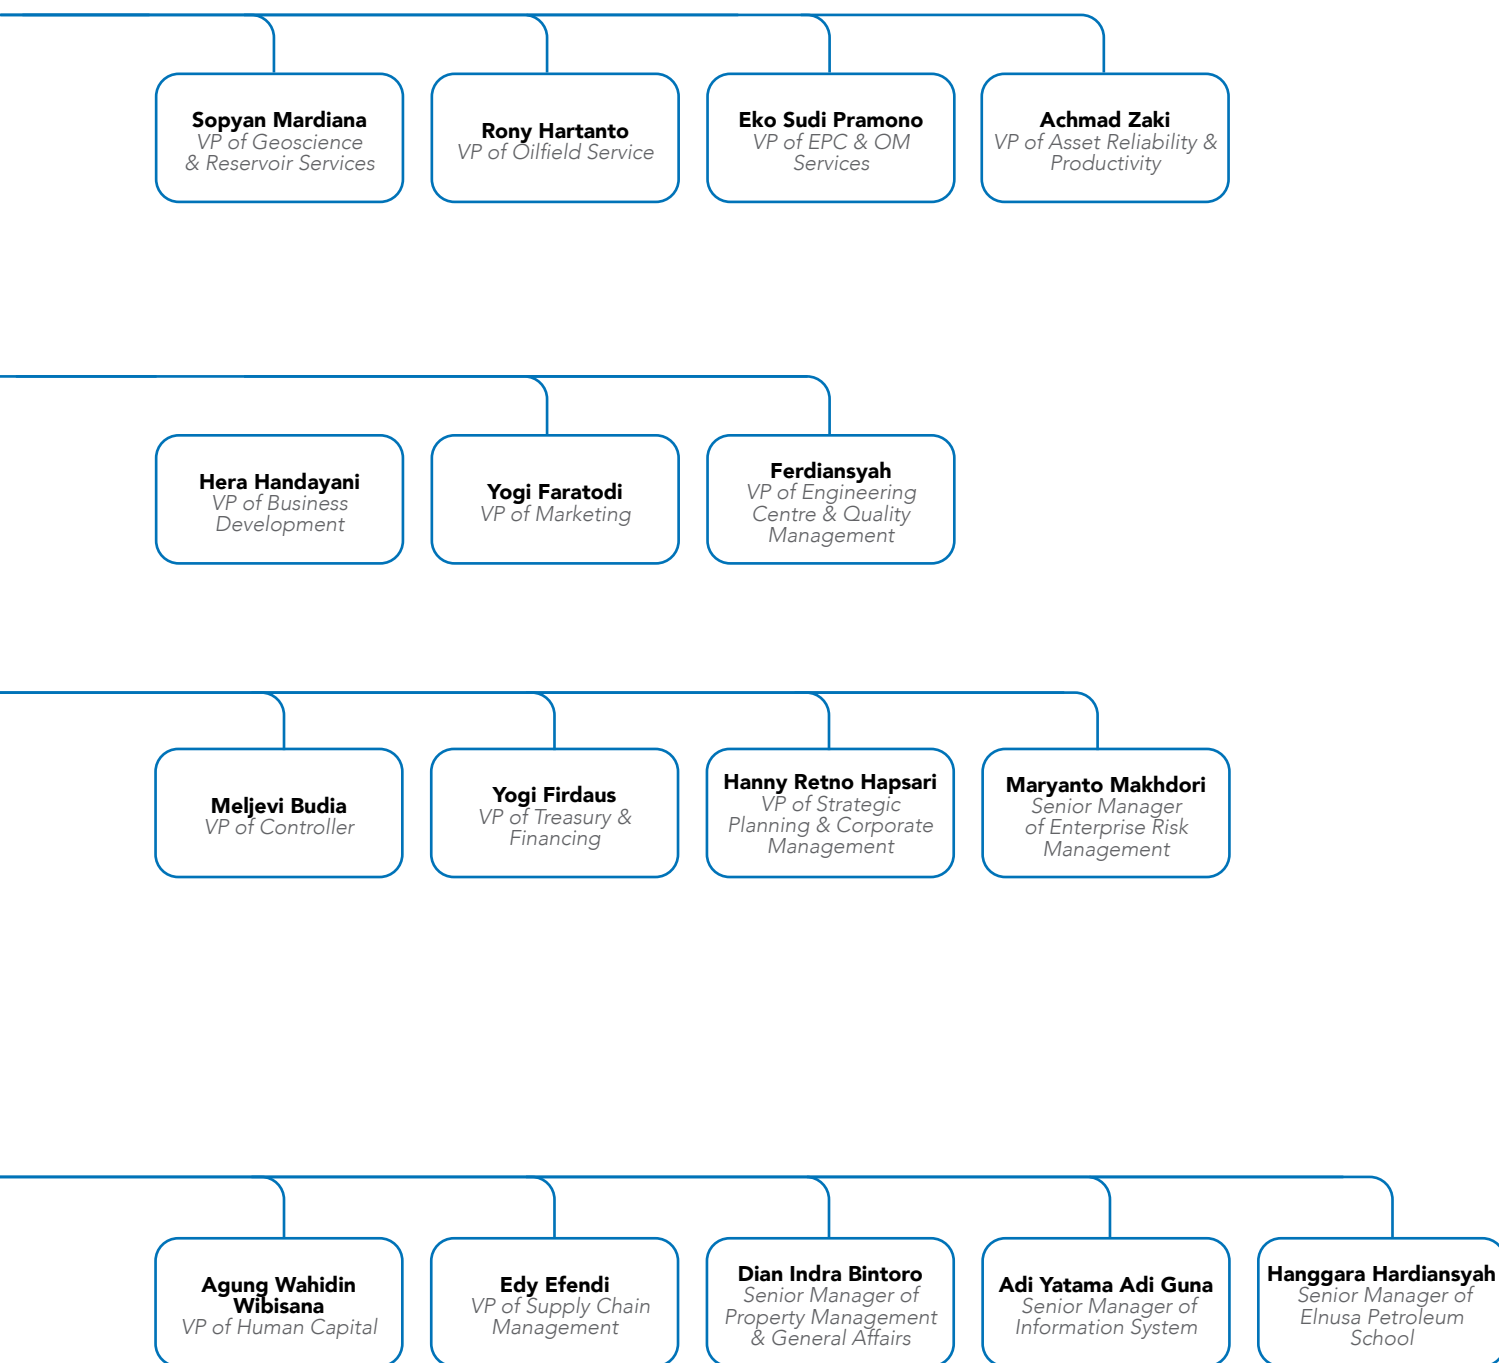 Sopyan Mardiana
VP of Geoscience
& Reservoir Services
Rony Hartanto
VP of Oilfield Service
Eko Sudi Pramono
VP of EPC & OM
Services
Achmad Zaki
VP of Asset Reliability &
Productivity
Hera Handayani
VP of Business
Development
Yogi Faratodi
VP of Marketing
Ferdiansyah
VP of Engineering
Centre & Quality
Management
Meljevi Budia
VP of Controller
Yogi Firdaus
VP of Treasury &
Financing
Hanny Retno Hapsari
VP of Strategic
Planning & Corporate
Management
Maryanto Makhdori
Senior Manager
of Enterprise Risk
Management
Agung Wahidin
Wibisana
VP of Human Capital
Edy Efendi
VP of Supply Chain
Management
Dian Indra Bintoro
Senior Manager of
Property Management
& General Affairs
Adi Yatama Adi Guna
Senior Manager of
Information System
Hanggara Hardiansyah
Senior Manager of
Elnusa Petroleum
School